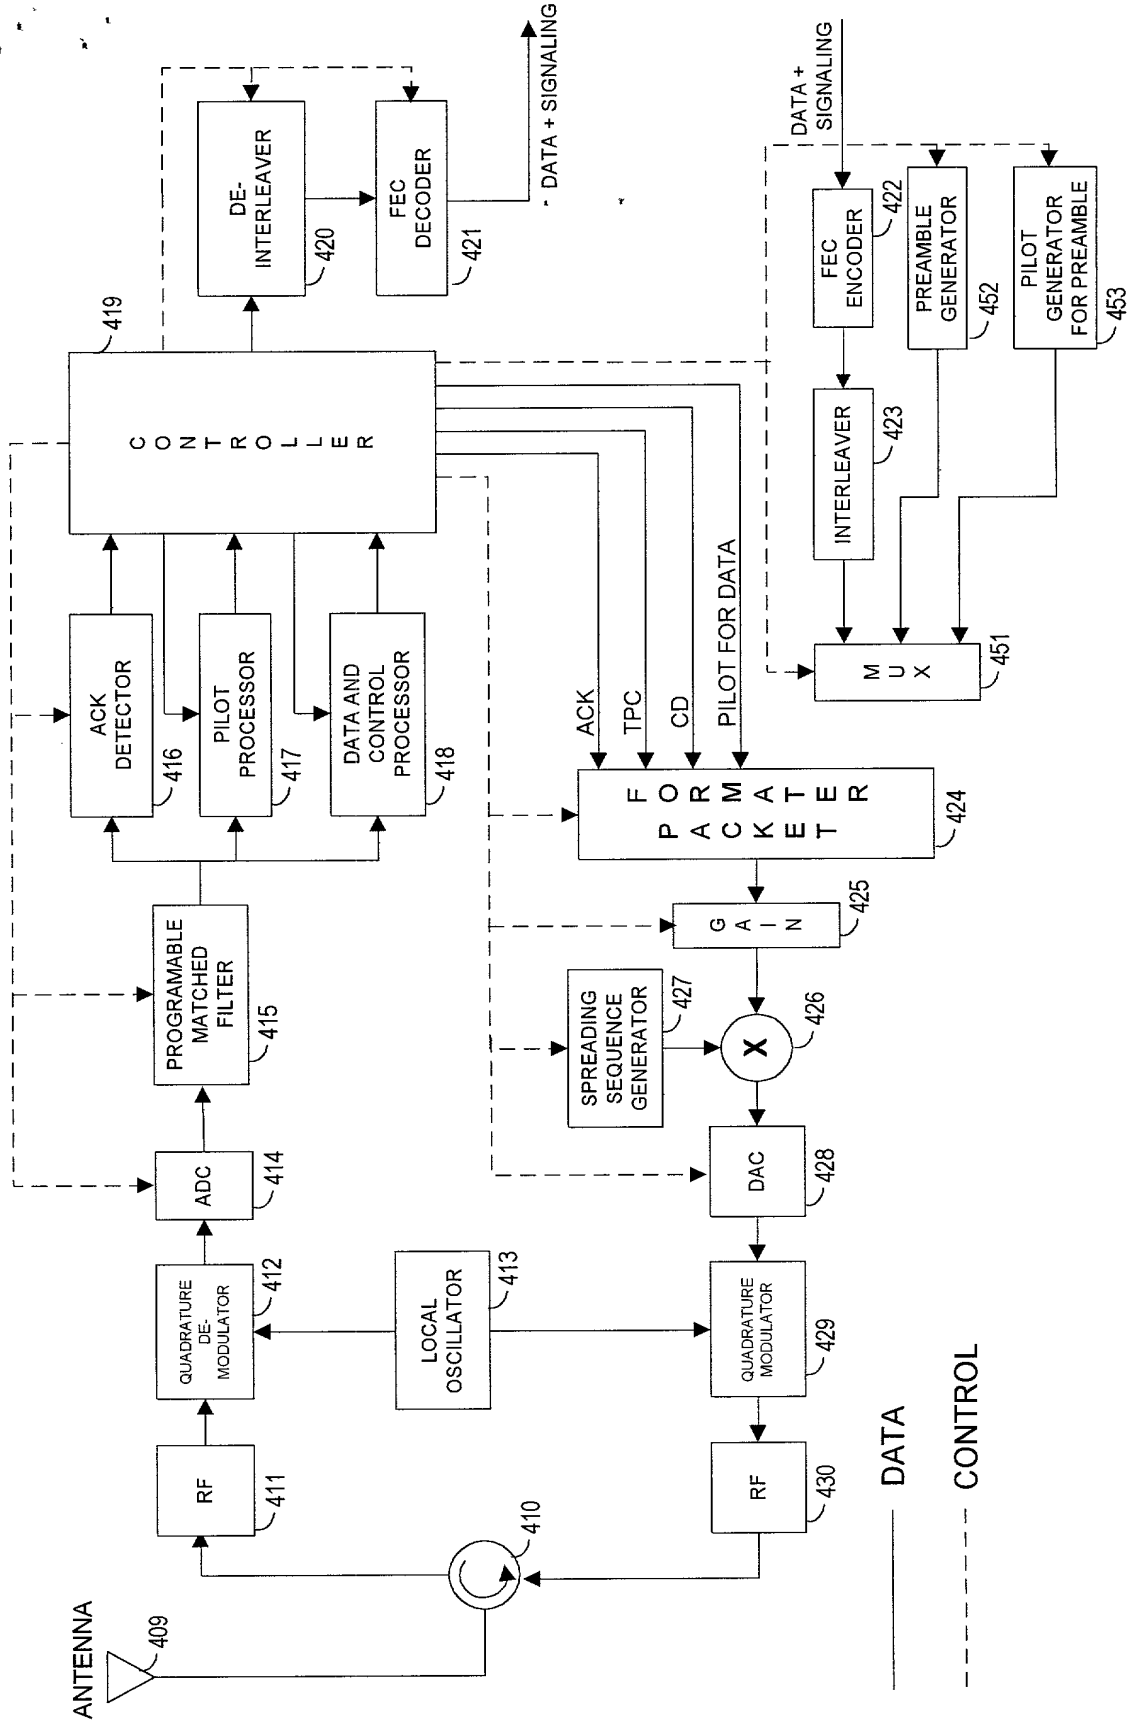 ANTENNA
409
410
RF
411
QUADRATURE
DE-
MODULATOR
412
LOCAL
OSCILLATOR
413
ADC
414
PROGRAMABLE
MATCHED
FILTER
415
ACK
DETECTOR
416
PILOT
PROCESSOR
417
DATA AND
CONTROL
PROCESSOR
418
CONTROLLER
419
DE-
INTERLEAVER
420
FEC
DECODER
421
DATA + SIGNALING
DATA +
SIGNALING
FEC
ENCODER
422
INTERLEAVER
423
PREAMBLE
GENERATOR
452
PILOT
GENERATOR
FOR PREAMBLE
453
MUX
451
ACK
TPC
CD
PILOT FOR DATA
PACKET
FORMATER
424
GAIN
425
X
426
SPREADING
SEQUENCE
GENERATOR
427
DAC
428
QUADRATURE
MODULATOR
429
RF
430
DATA
CONTROL